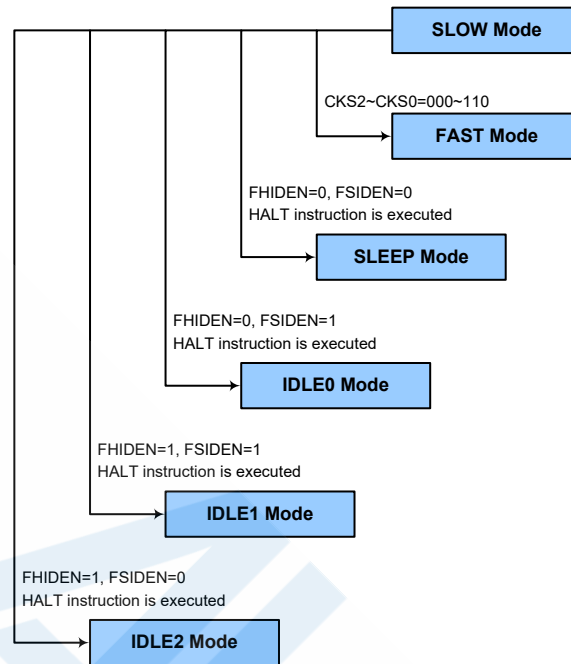 SLOW Mode
CKS2~CKS0=000~110
FAST Mode
FHIDEN=0, FSIDEN=0
HALT instruction is executed
SLEEP Mode
FHIDEN=0, FSIDEN=1
HALT instruction is executed
IDLE0 Mode
FHIDEN=1, FSIDEN=1
HALT instruction is executed
IDLE1 Mode
FHIDEN=1, FSIDEN=0
HALT instruction is executed
IDLE2 Mode